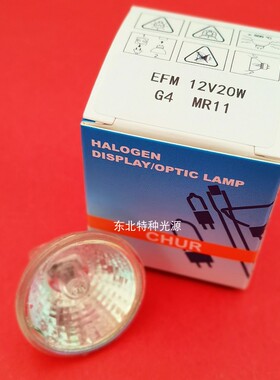 EFM 12V20W
G4 MR11
HALOGEN
DISPLAY/OPTIC LAMP
东北特种光源
CHUR